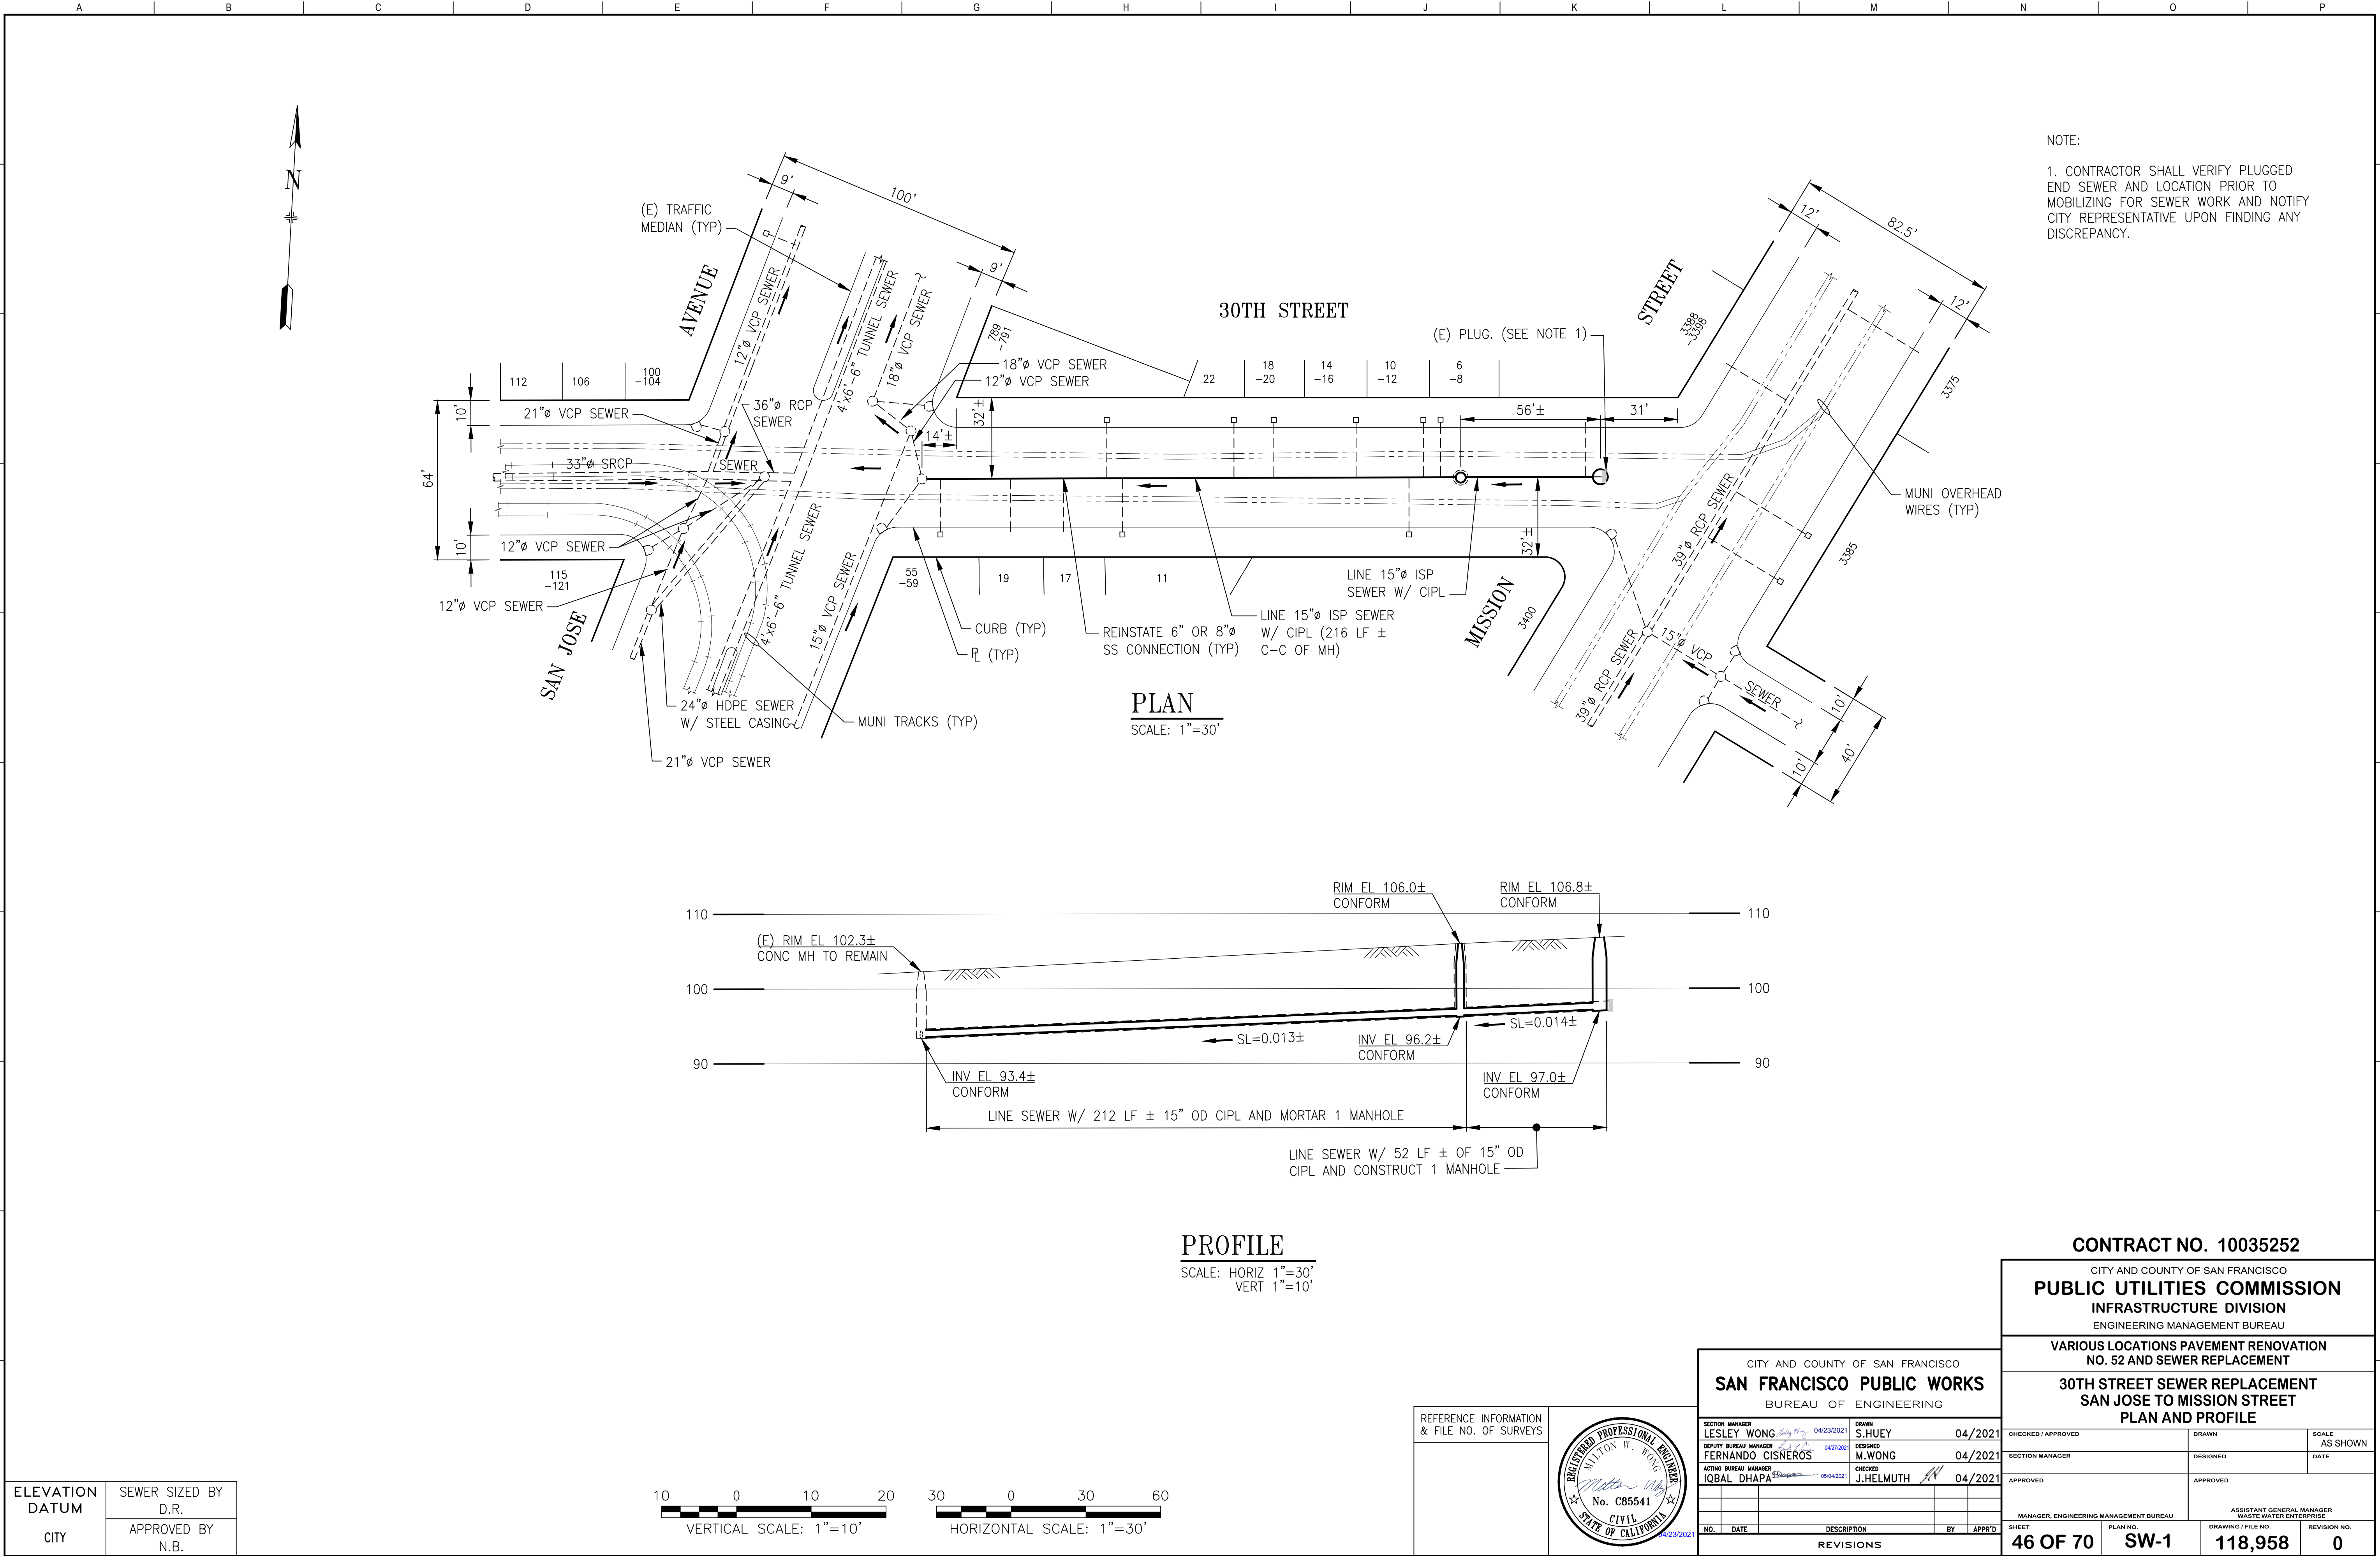 A B C D E F G H I J K L M N O P
N
NOTE:
1. CONTRACTOR SHALL VERIFY PLUGGED
END SEWER AND LOCATION PRIOR TO
MOBILIZING FOR SEWER WORK AND NOTIFY
CITY REPRESENTATIVE UPON FINDING ANY
DISCREPANCY.
(E) TRAFFIC
MEDIAN (TYP)
9'
100'
9'
AVENUE
12"ø VCP SEWER
4'x6'-6" TUNNEL SEWER
18"ø VCP SEWER
789
-791
30TH STREET
(E) PLUG. (SEE NOTE 1)
STREET
12'
82.5'
12'
3388
-3398
3375
112
106
100
-104
18"ø VCP SEWER
12"ø VCP SEWER
22
18
-20
14
-16
10
-12
6
-8
21"ø VCP SEWER
36"ø RCP
SEWER
10'
64'
10'
14'±
32'±
56'±
31'
33"ø SRCP SEWER
MUNI OVERHEAD
WIRES (TYP)
39"ø RCP SEWER
12"ø VCP SEWER
115
-121
12"ø VCP SEWER
4'x6'-6" TUNNEL SEWER
15"ø VCP SEWER
55
-59
19
17
11
32'±
LINE 15"ø ISP
SEWER W/ CIPL
LINE 15"ø ISP SEWER
W/ CIPL (216 LF ±
C-C OF MH)
REINSTATE 6" OR 8"ø
SS CONNECTION (TYP)
CURB (TYP)
PL (TYP)
SAN JOSE
MISSION
3400
3385
39"ø RCP SEWER
15"ø VCP
SEWER
10'
40'
10'
24"ø HDPE SEWER
W/ STEEL CASING
MUNI TRACKS (TYP)
21"ø VCP SEWER
PLAN
SCALE: 1"=30'
RIM EL 106.0±
CONFORM
RIM EL 106.8±
CONFORM
110
110
(E) RIM EL 102.3±
CONC MH TO REMAIN
100
100
SL=0.013±
SL=0.014±
INV EL 96.2±
CONFORM
90
90
INV EL 93.4±
CONFORM
INV EL 97.0±
CONFORM
LINE SEWER W/ 212 LF ± 15" OD CIPL AND MORTAR 1 MANHOLE
LINE SEWER W/ 52 LF ± OF 15" OD
CIPL AND CONSTRUCT 1 MANHOLE
PROFILE
SCALE: HORIZ 1"=30'
VERT 1"=10'
ELEVATION
DATUM
CITY
SEWER SIZED BY
D.R.
APPROVED BY
N.B.
10 0 10 20
VERTICAL SCALE: 1"=10'
30 0 30 60
HORIZONTAL SCALE: 1"=30'
REFERENCE INFORMATION
& FILE NO. OF SURVEYS
REGISTERED PROFESSIONAL ENGINEER
MILTON W. WONG
No. C85541
CIVIL
STATE OF CALIFORNIA
04/23/2021
CITY AND COUNTY OF SAN FRANCISCO
SAN FRANCISCO PUBLIC WORKS
BUREAU OF ENGINEERING
SECTION MANAGER
LESLEY WONG 04/23/2021
DRAWN
S.HUEY 04/2021
DEPUTY BUREAU MANAGER
FERNANDO CISNEROS 04/27/2021
DESIGNED
M.WONG 04/2021
ACTING BUREAU MANAGER
IQBAL DHAPA 05/04/2021
CHECKED
J.HELMUTH 04/2021
NO. DATE DESCRIPTION BY APPR'D
REVISIONS
CONTRACT NO. 10035252
CITY AND COUNTY OF SAN FRANCISCO
PUBLIC UTILITIES COMMISSION
INFRASTRUCTURE DIVISION
ENGINEERING MANAGEMENT BUREAU
VARIOUS LOCATIONS PAVEMENT RENOVATION
NO. 52 AND SEWER REPLACEMENT
30TH STREET SEWER REPLACEMENT
SAN JOSE TO MISSION STREET
PLAN AND PROFILE
CHECKED / APPROVED
DRAWN
SCALE
AS SHOWN
SECTION MANAGER
DESIGNED
DATE
APPROVED
MANAGER, ENGINEERING MANAGEMENT BUREAU
APPROVED
ASSISTANT GENERAL MANAGER
WASTE WATER ENTERPRISE
SHEET
46 OF 70
PLAN NO.
SW-1
DRAWING / FILE NO.
118,958
REVISION NO.
0